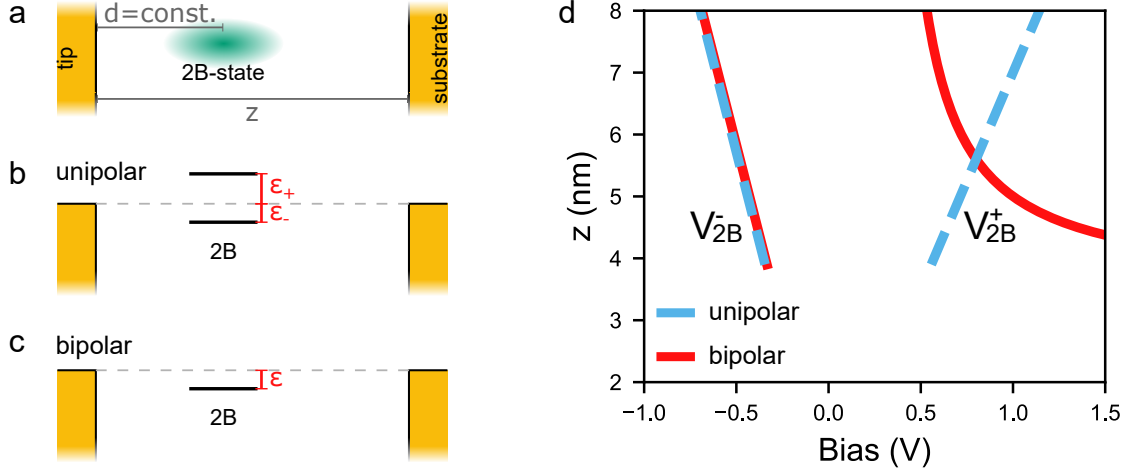 a
d=const.
tip
2B-state
substrate
z
b
unipolar
ε₊
ε₋
2B
c
bipolar
ε
2B
d
z (nm)
8
7
6
5
4
3
2
V⁻2B
V⁺2B
unipolar
bipolar
−1.0 −0.5 0.0 0.5 1.0 1.5
Bias (V)